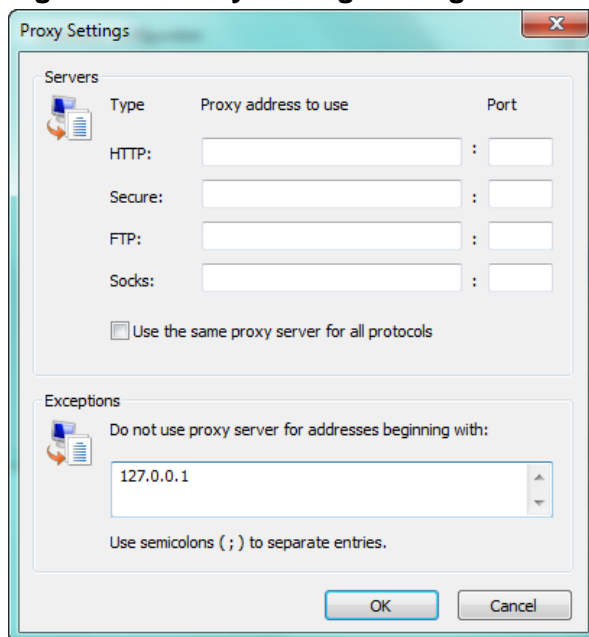 Proxy Settings
Servers
Type Proxy address to use Port
HTTP: :
Secure: :
FTP: :
Socks: :
Use the same proxy server for all protocols
Exceptions
Do not use proxy server for addresses beginning with:
127.0.0.1
Use semicolons ( ; ) to separate entries.
OK Cancel